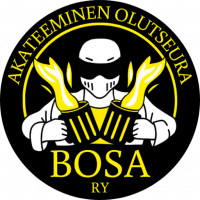 AKATEEMINEN OLUTSEURA
BOSA
RY